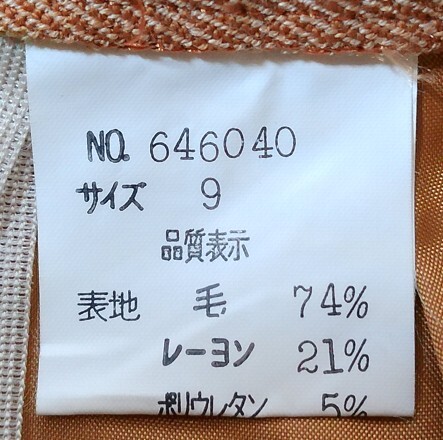 NO. 646040
サイズ 9
品質表示
表地 毛 74%
レーヨン 21%
ポリウレタン 5%